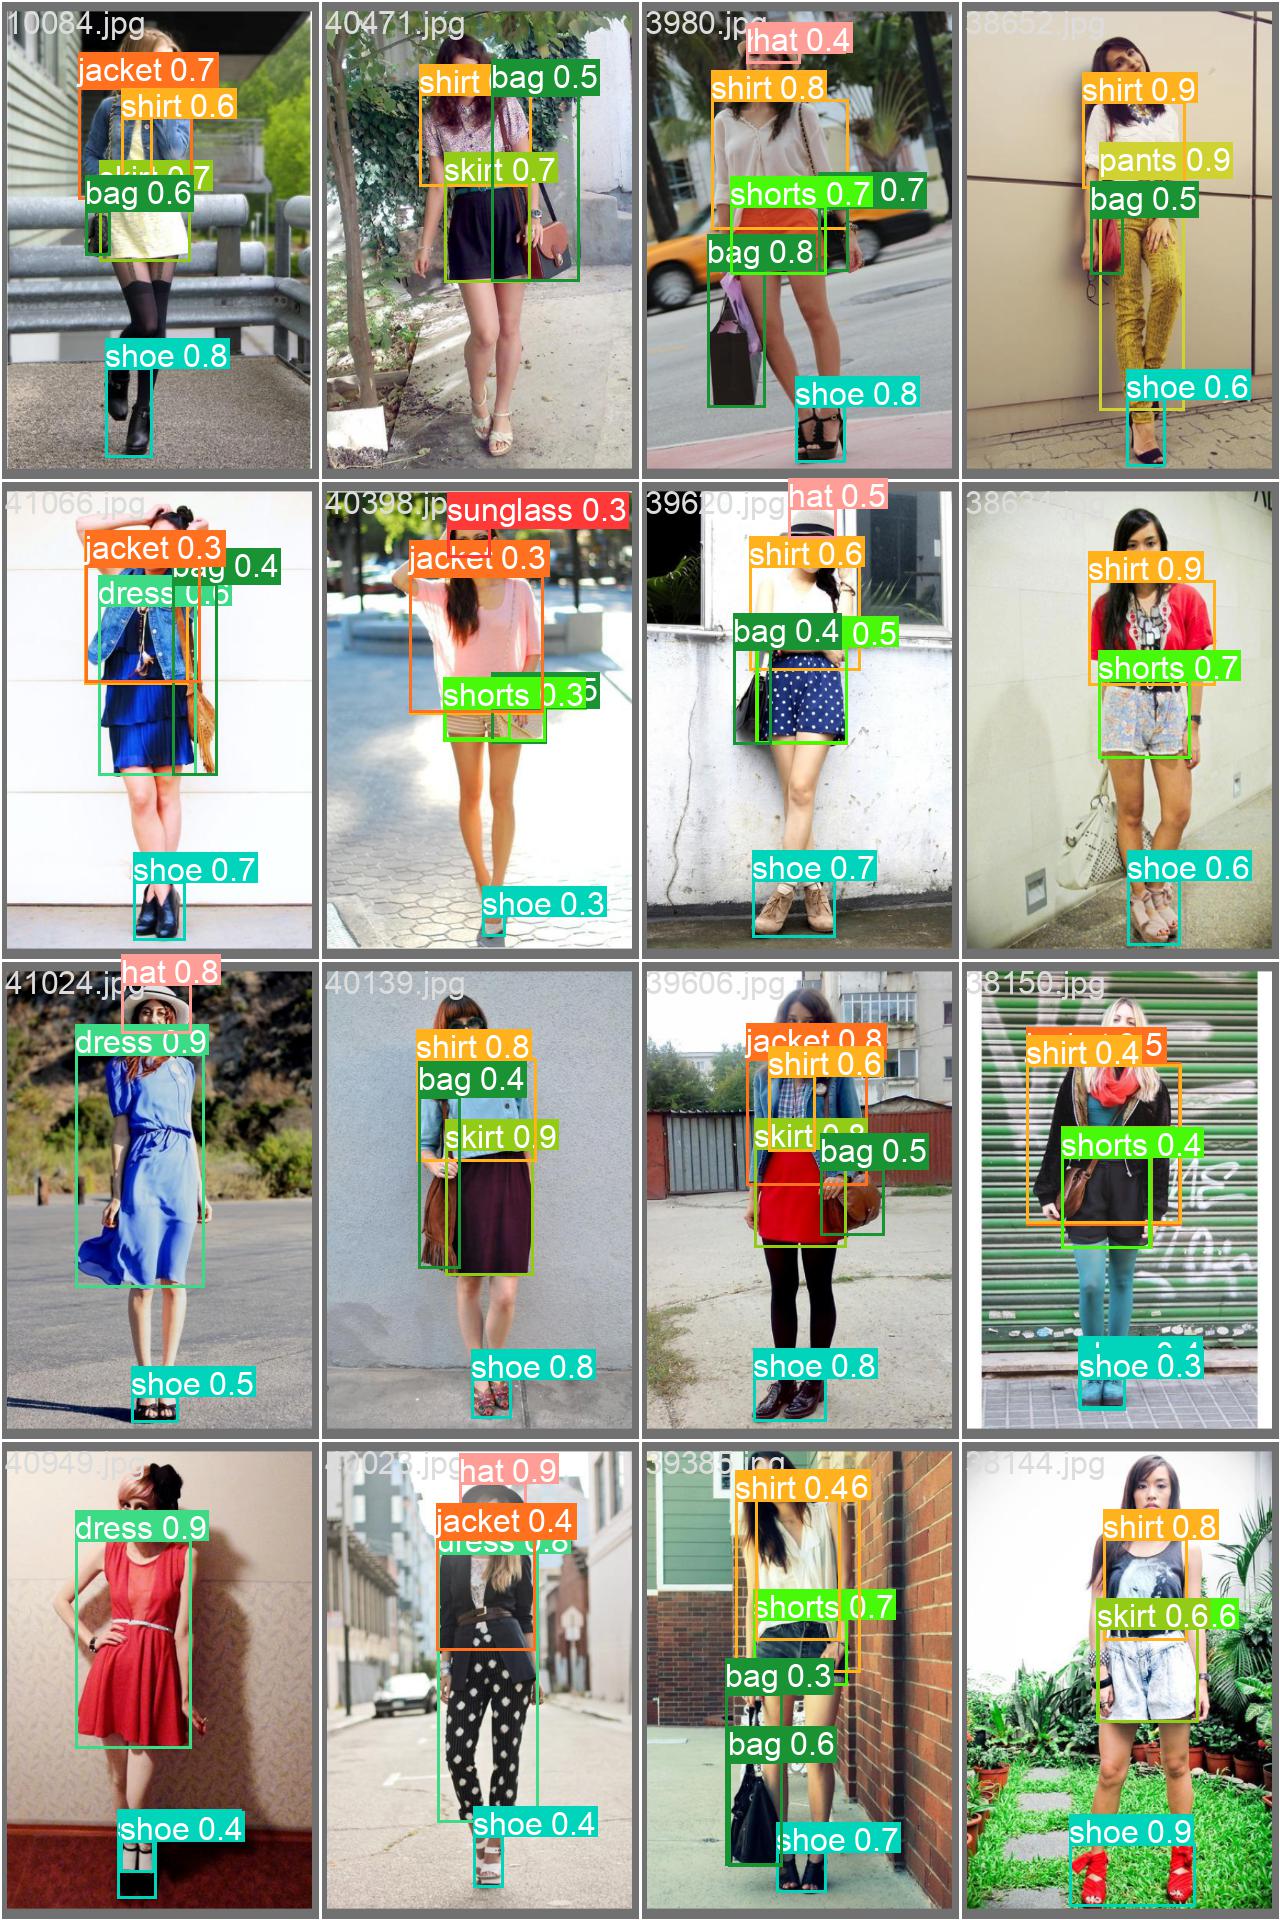 10084.jpg
jacket 0.7
shirt 0.6
skirt 0.7
bag 0.6
shoe 0.8
40471.jpg
shirt
bag 0.5
skirt 0.7
3980.jpg
hat 0.4
shirt 0.8
shorts 0.7
0.7
bag 0.8
shoe 0.8
38652.jpg
shirt 0.9
pants 0.9
bag 0.5
shoe 0.6
41066.jpg
jacket 0.3
bag 0.4
dress 0.6
shoe 0.7
40398.jp
sunglass 0.3
jacket 0.3
shorts 0.3
5
shoe 0.3
39620.jpg
hat 0.5
shirt 0.6
bag 0.4
0.5
shoe 0.7
shirt 0.9
shorts 0.7
shoe 0.6
41024.jpg
hat 0.8
dress 0.9
shoe 0.5
40139.jpg
shirt 0.8
bag 0.4
skirt 0.9
shoe 0.8
39606.jpg
jacket 0.8
shirt 0.6
skirt 0.8
bag 0.5
shoe 0.8
38150.jpg
shirt 0.4
5
shorts 0.4
shoe 0.3
40949.jpg
dress 0.9
shoe 0.4
hat 0.9
jacket 0.4
dress 0.8
shoe 0.4
39385.jpg
shirt 0.46
shorts 0.7
bag 0.3
bag 0.6
shoe 0.7
38144.jpg
shirt 0.8
skirt 0.6
.6
shoe 0.9